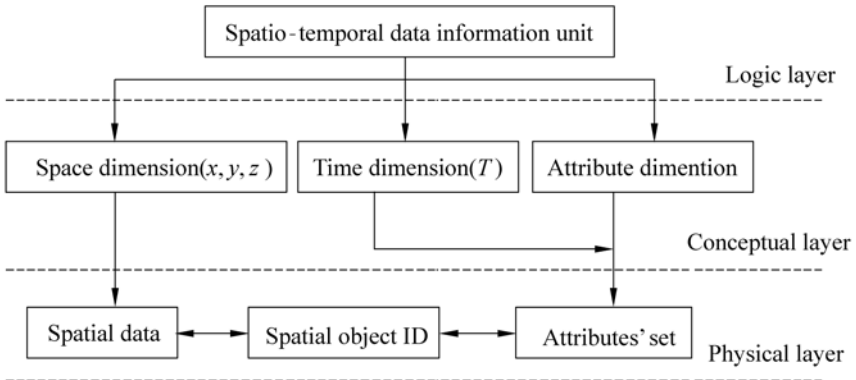 Spatio-temporal data information unit
Logic layer
Space dimension(x, y, z)
Time dimension(T)
Attribute dimention
Conceptual layer
Spatial data
Spatial object ID
Attributes' set
Physical layer